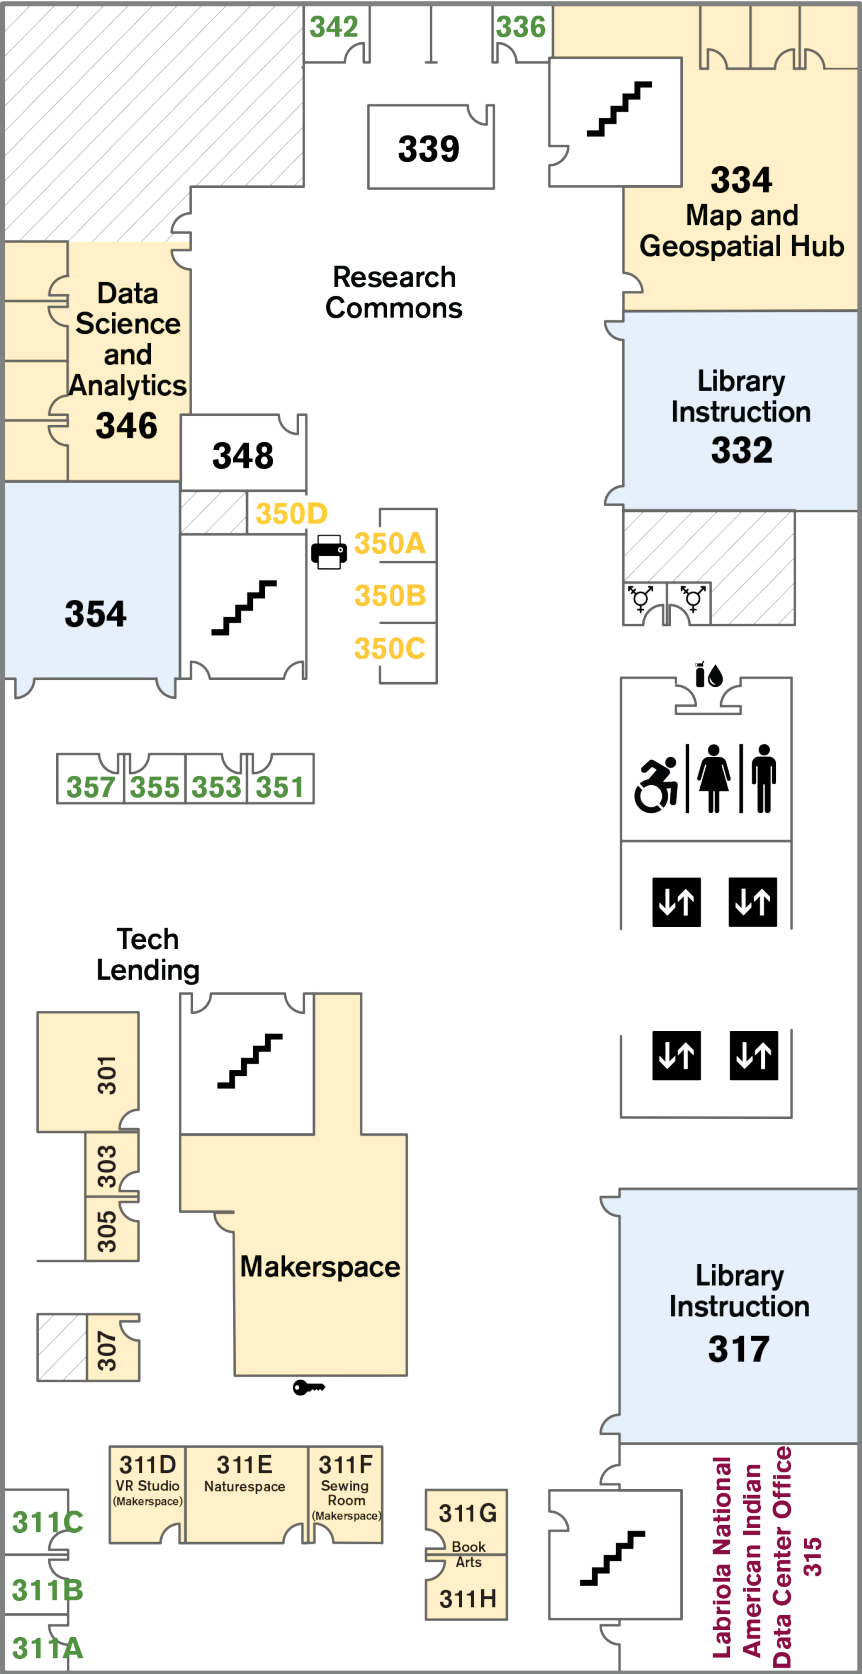 342
336
339
334
Map and
Geospatial Hub
Research
Commons
Data
Science
and
Analytics
346
Library
Instruction
332
348
350D
350A
350B
350C
354
357
355
353
351
Tech
Lending
301
303
305
307
Makerspace
Library
Instruction
317
311D
VR Studio
(Makerspace)
311E
Naturespace
311F
Sewing
Room
(Makerspace)
311G
Book
Arts
311H
311C
311B
311A
Labriola National
American Indian
Data Center Office
315